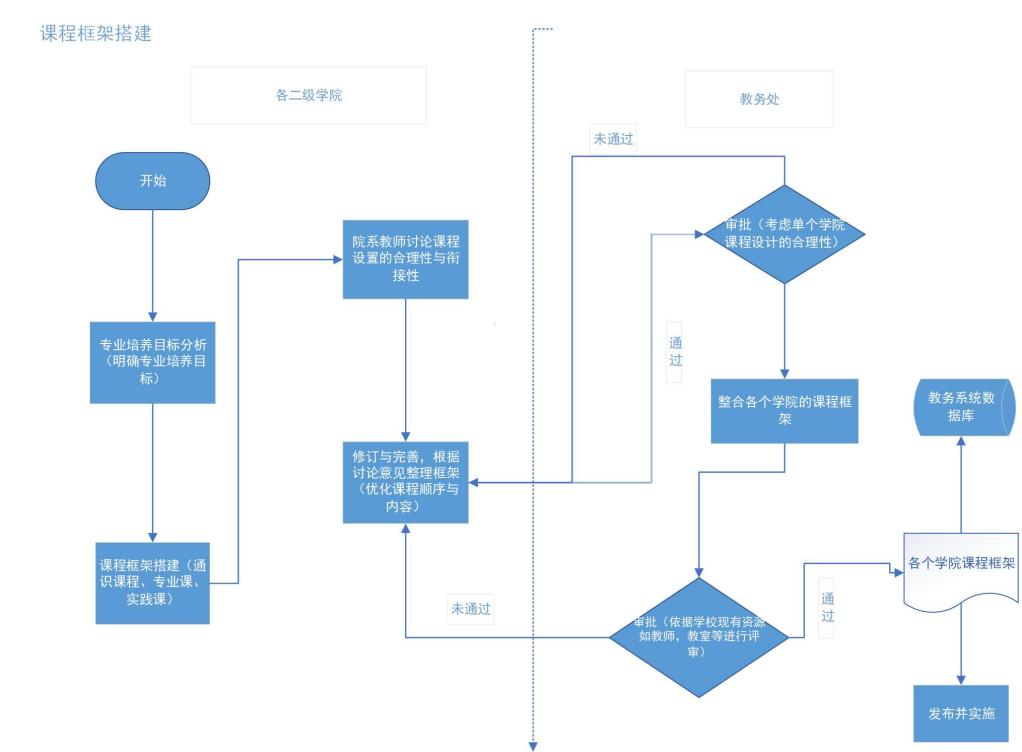 课程框架搭建
各二级学院
教务处
未通过
开始
审批（考虑单个学院
课程设计的合理性）
院系教师讨论课程
设置的合理性与衔
接性
专业培养目标分析
（明确专业培养目
标）
通
过
整合各个学院的课程框
架
教务系统数
据库
修订与完善，根据
讨论意见整理框架
（优化课程顺序与
内容）
课程框架搭建（通
识课程、专业课、
实践课）
各个学院课程框架
未通过
通
过
审批（依据学校现有资源
如教师，教室等进行评
审）
发布并实施